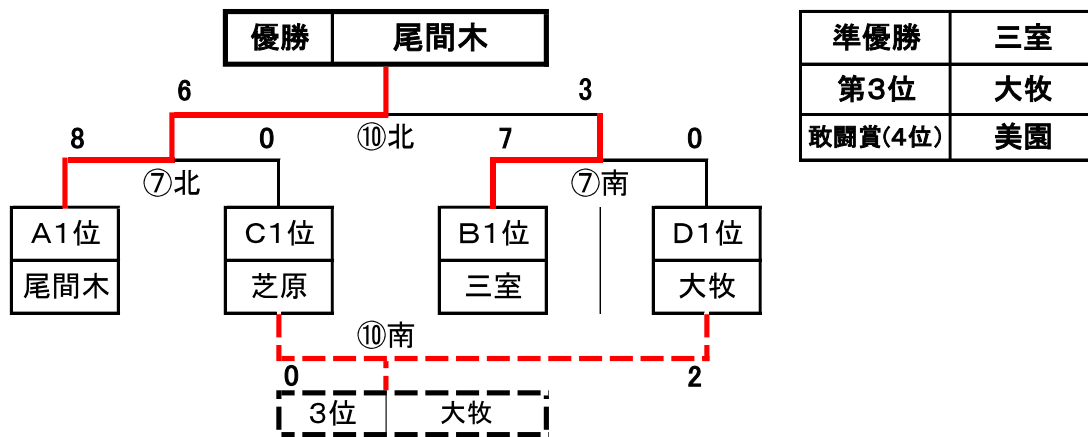 優勝 尾間木
準優勝 三室
第3位 大牧
敢闘賞(4位) 美園
6 3
8 0 ⑩北 7 0
⑦北 ⑦南
A1位 C1位 B1位 D1位
尾間木 芝原 三室 大牧
⑩南
0 2
3位 大牧